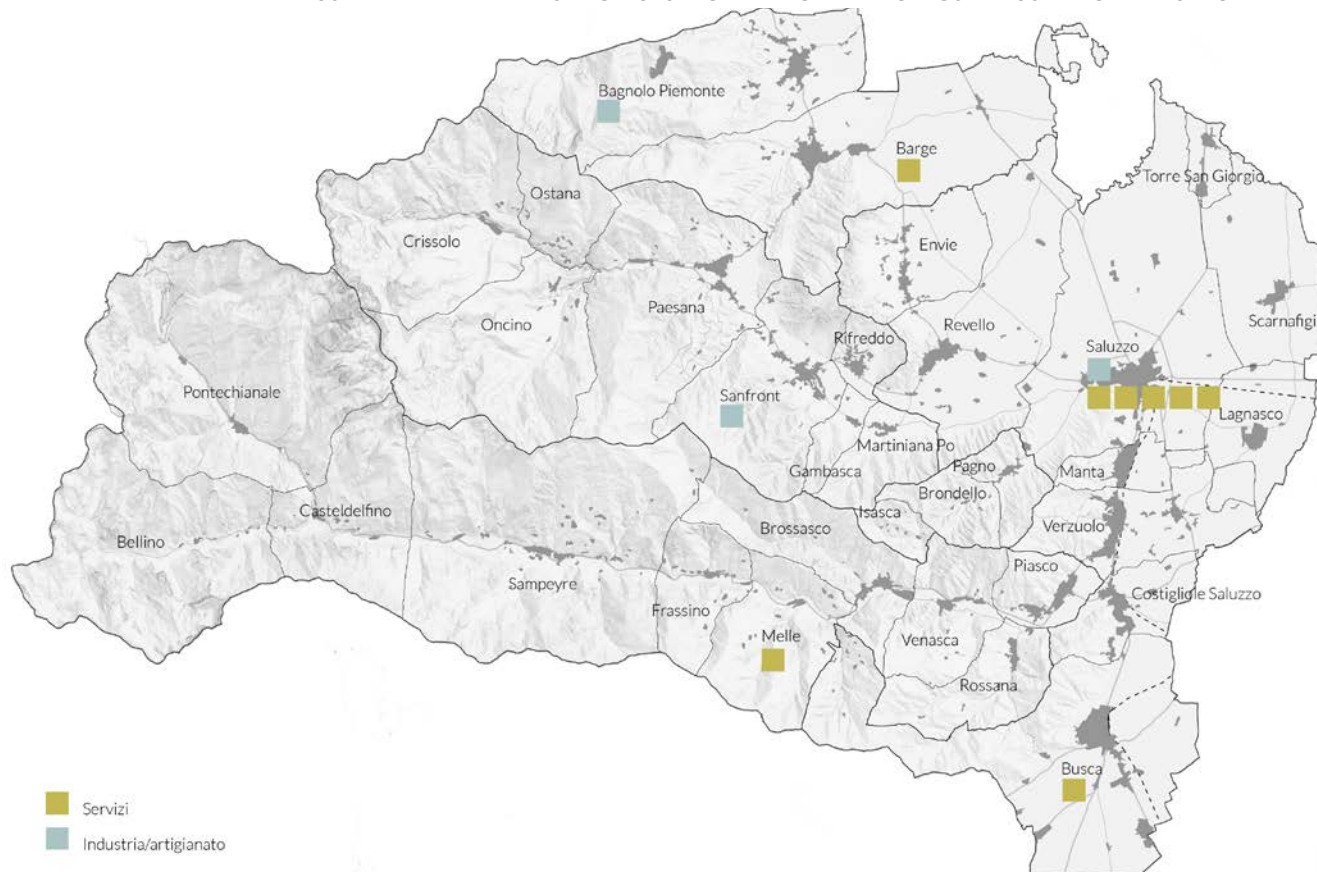 Bagnolo Piemonte
Barge
Torre San Giorgio
Ostana
Crissolo
Envie
Paesana
Oncino
Scarnafigi
Revello
Rifreddo
Saluzzo
Pontechianale
Sanfront
Lagnasco
Martiniana Po
Gambasca
Pagno
Manta
Brondello
Isasca
Casteldelfino
Brossasco
Verzuolo
Bellino
Piasco
Sampeyre
Costigliole Saluzzo
Frassino
Melle
Venasca
Rossana
Busca
Servizi
Industria/artigianato